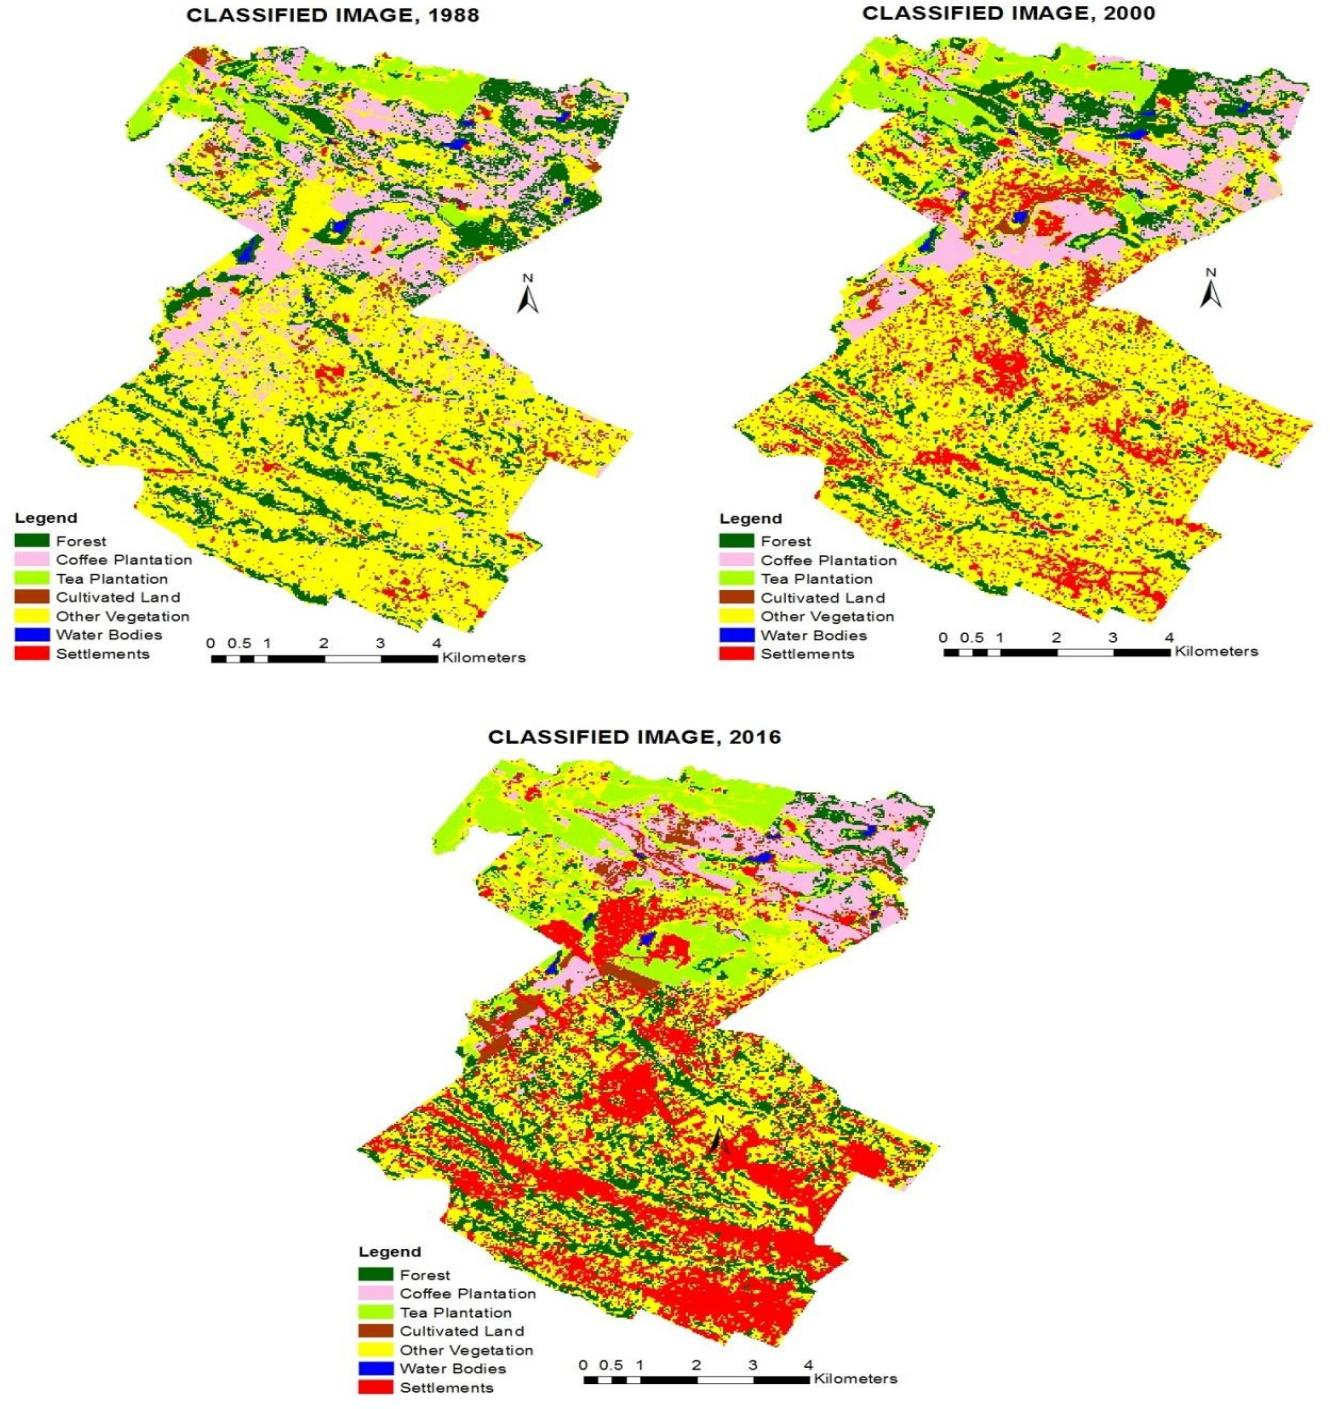 CLASSIFIED IMAGE, 1988
N
Legend
Forest
Coffee Plantation
Tea Plantation
Cultivated Land
Other Vegetation
Water Bodies
Settlements
0 0.5 1 2 3 4
Kilometers
CLASSIFIED IMAGE, 2000
N
Legend
Forest
Coffee Plantation
Tea Plantation
Cultivated Land
Other Vegetation
Water Bodies
Settlements
0 0.5 1 2 3 4
Kilometers
CLASSIFIED IMAGE, 2016
N
Legend
Forest
Coffee Plantation
Tea Plantation
Cultivated Land
Other Vegetation
Water Bodies
Settlements
0 0.5 1 2 3 4
Kilometers